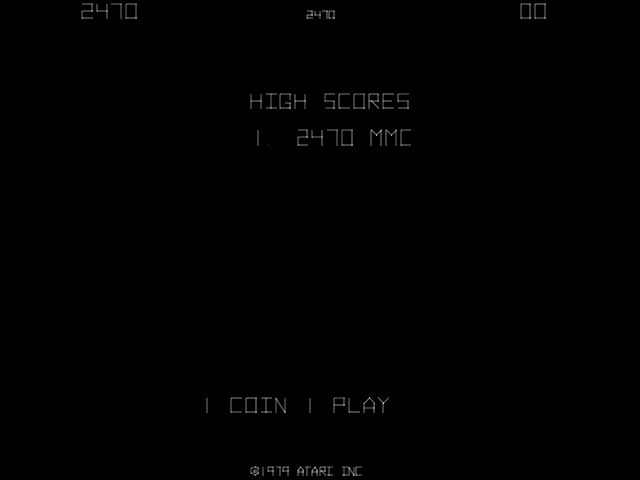 2470 2470 00
HIGH SCORES
1. 2470 MMC
1 COIN 1 PLAY
©1979 ATARI INC